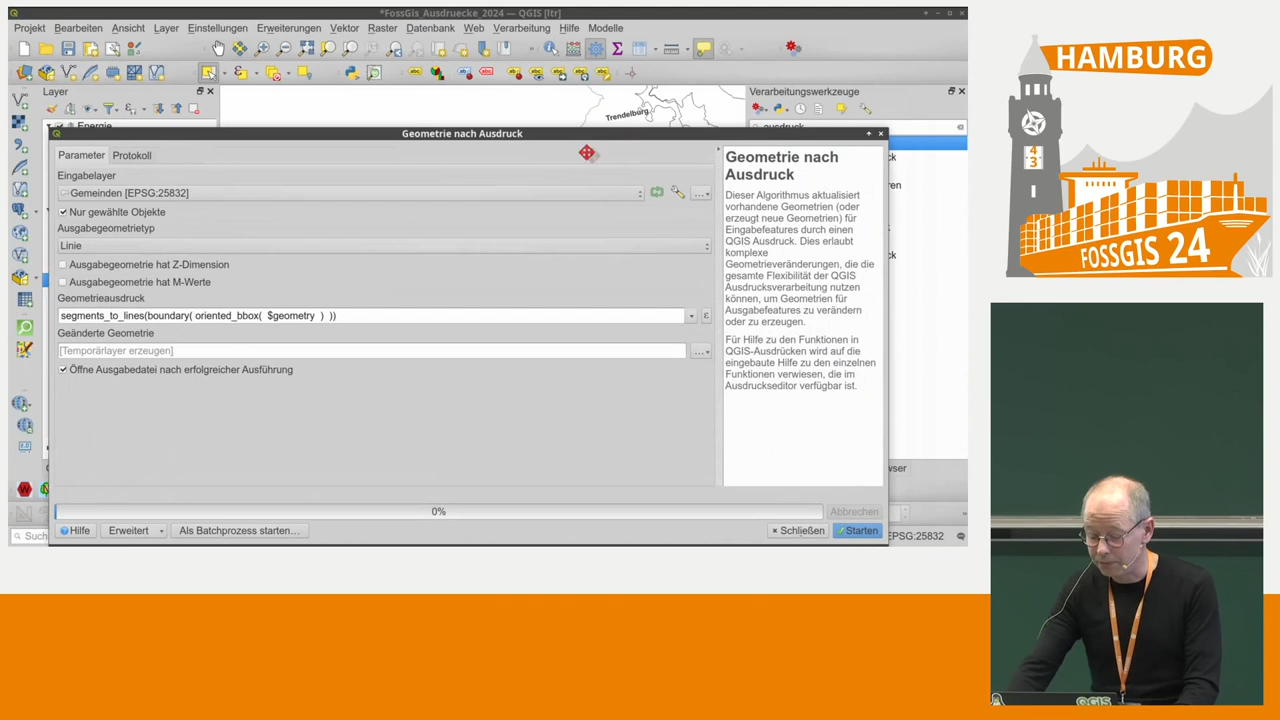 *FossGis_Ausdruecke_2024 — QGIS [ltr]
Projekt Bearbeiten Ansicht Layer Einstellungen Erweiterungen Vektor Raster Datenbank Web Verarbeitung Hilfe Modelle
Layer
Energie
Trendelburg
Verarbeitungswerkzeuge
ausdruck
Geometrie nach Ausdruck
Parameter Protokoll
Eingabelayer
Gemeinden [EPSG:25832]
Nur gewählte Objekte
Ausgabegeometrietyp
Linie
Ausgabegeometrie hat Z-Dimension
Ausgabegeometrie hat M-Werte
Geometrieausdruck
segments_to_lines(boundary( oriented_bbox( $geometry ) ))
Geänderte Geometrie
[Temporärlayer erzeugen]
Öffne Ausgabedatei nach erfolgreicher Ausführung
0%
Abbrechen
Hilfe Erweitert Als Batchprozess starten… Schließen Starten
Geometrie nach
Ausdruck
Dieser Algorithmus aktualisiert
vorhandene Geometrien (oder
erzeugt neue Geometrien) für
Eingabefeatures durch einen
QGIS Ausdruck. Dies erlaubt
komplexe
Geometrieveränderungen, die die
gesamte Flexibilität der QGIS
Ausdrucksverarbeitung nutzen
können, um Geometrien für
Ausgabefeatures zu verändern
oder zu erzeugen.
Für Hilfe zu den Funktionen in
QGIS-Ausdrücken wird auf die
eingebaute Hilfe zu den einzelnen
Funktionen verwiesen, die im
Ausdruckseditor verfügbar ist.
Such
EPSG:25832
HAMBURG
4
3
FOSSGIS 24
QGIS